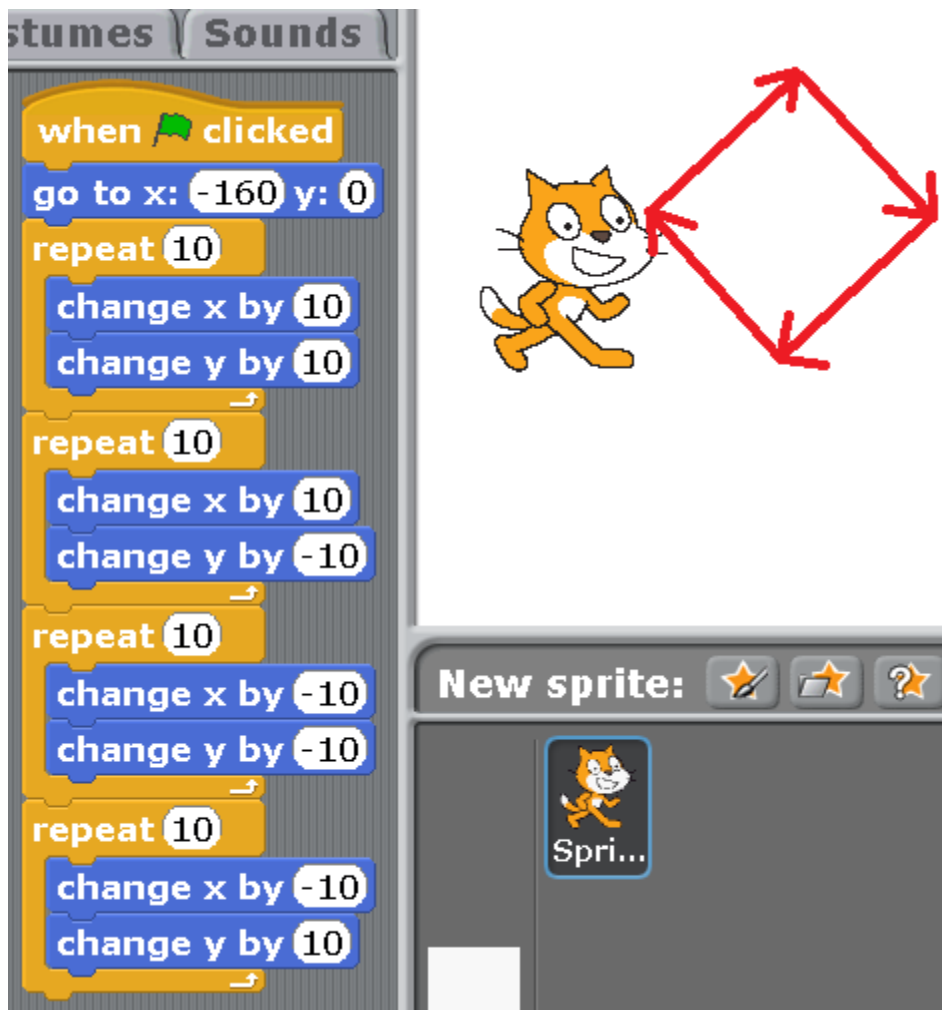 stumes Sounds
when clicked
go to x: -160 y: 0
repeat 10
change x by 10
change y by 10
repeat 10
change x by 10
change y by -10
repeat 10
change x by -10
change y by -10
repeat 10
change x by -10
change y by 10
New sprite:
Spri...